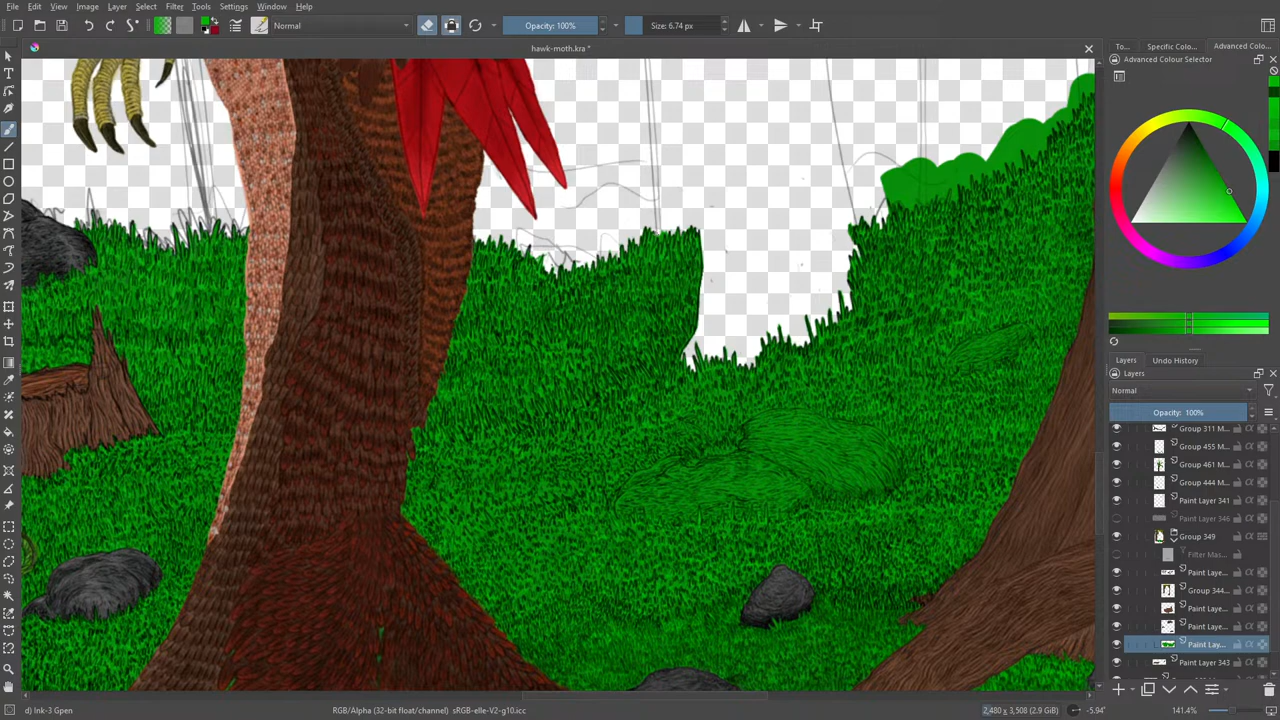 File Edit View Image Layer Select Filter Tools Settings Window Help
Normal Opacity: 100% Size: 6.74 px
hawk-moth.kra *
To... Specific Colo... Advanced Colo...
Advanced Colour Selector
Layers Undo History
Layers
Normal
Opacity: 100%
Group 311 M...
Group 455 M...
Group 461 M...
Group 444 M...
Paint Layer 341
Paint Layer 346
Group 349
Filter Mas...
Paint Laye...
Group 344...
Paint Laye...
Paint Laye...
Paint Lay...
Paint Layer 343
Ink-3 Gpen RGB/Alpha (32-bit float/channel) sRGB-elle-V2-g10.icc 2,480 x 3,508 (2.9 GiB) -5.94° 141.4%